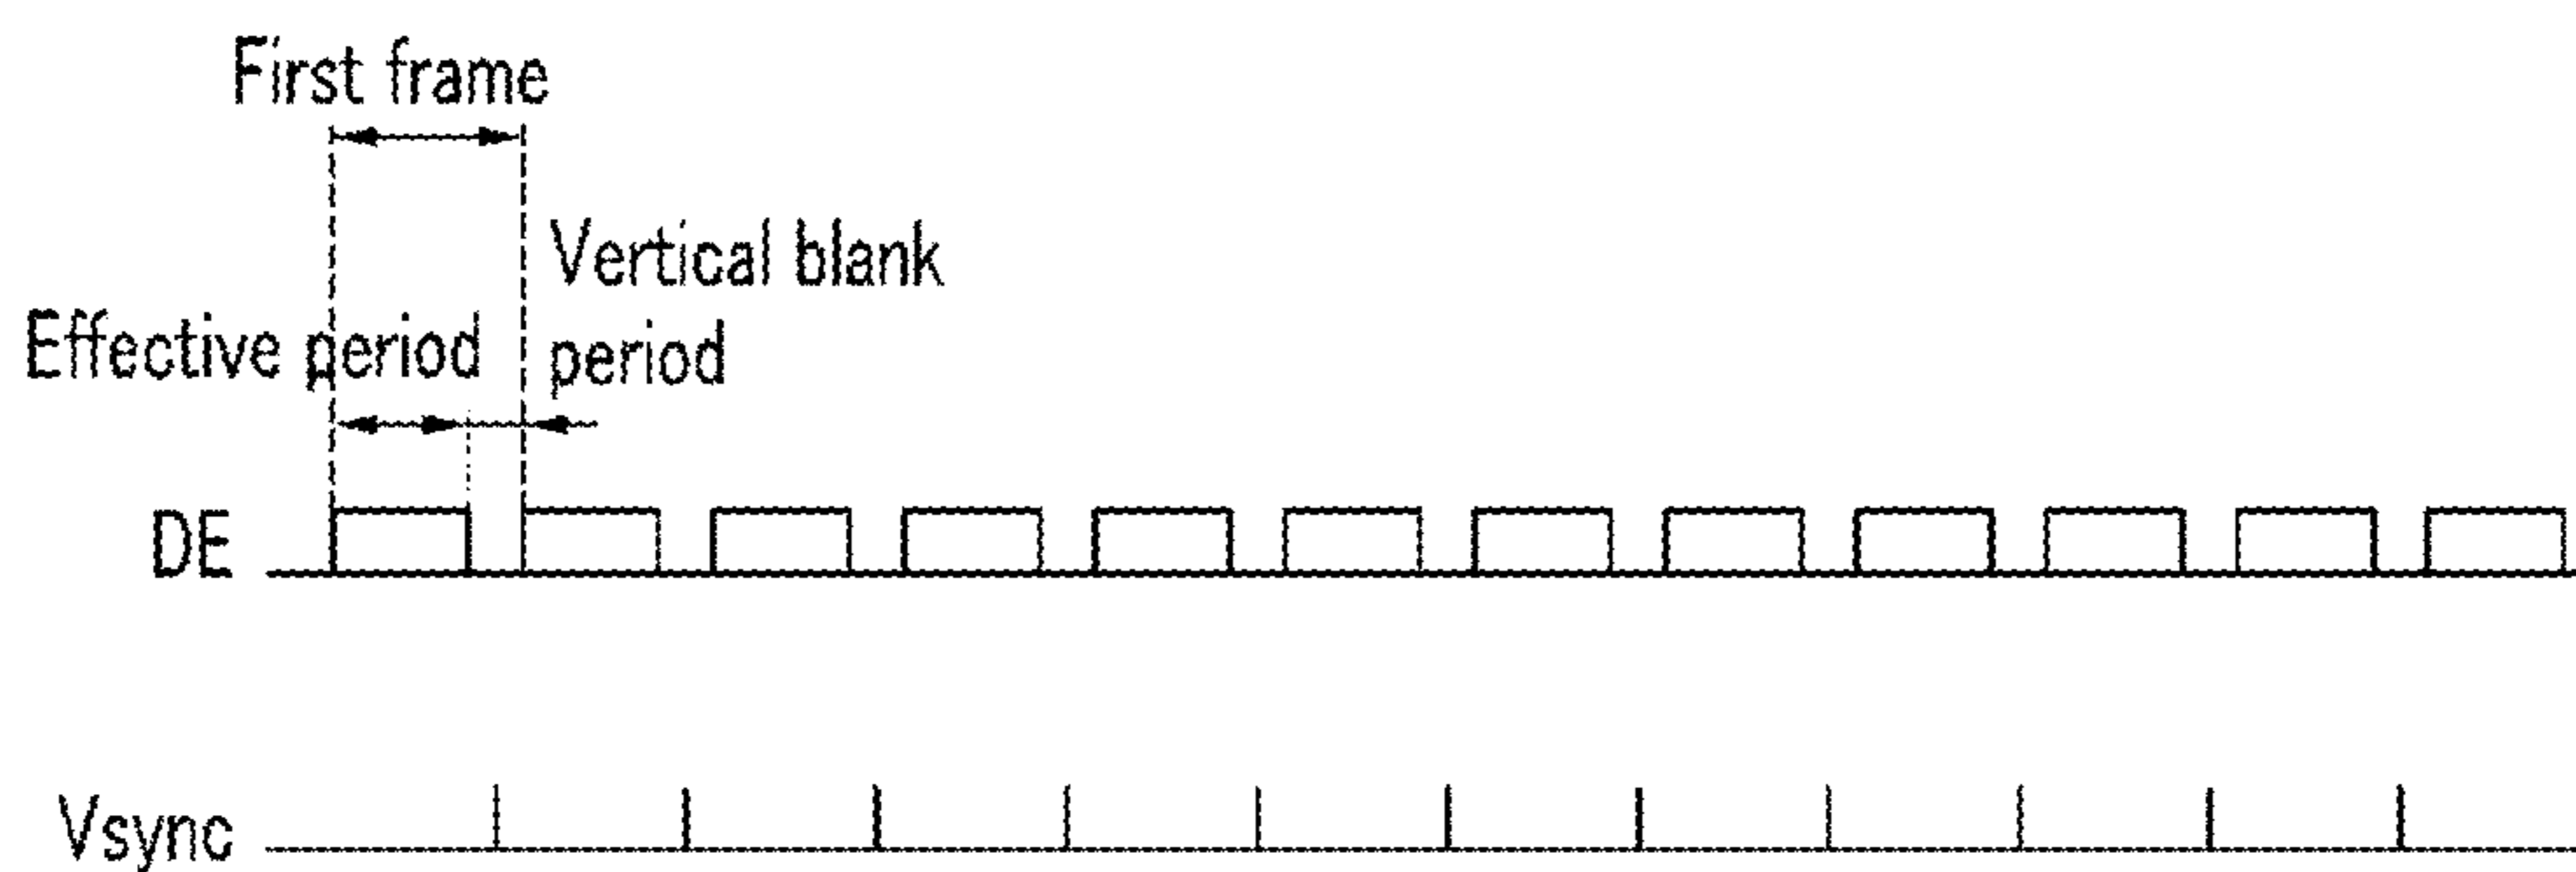 First frame
Vertical blank
Effective period period
DE
Vsync